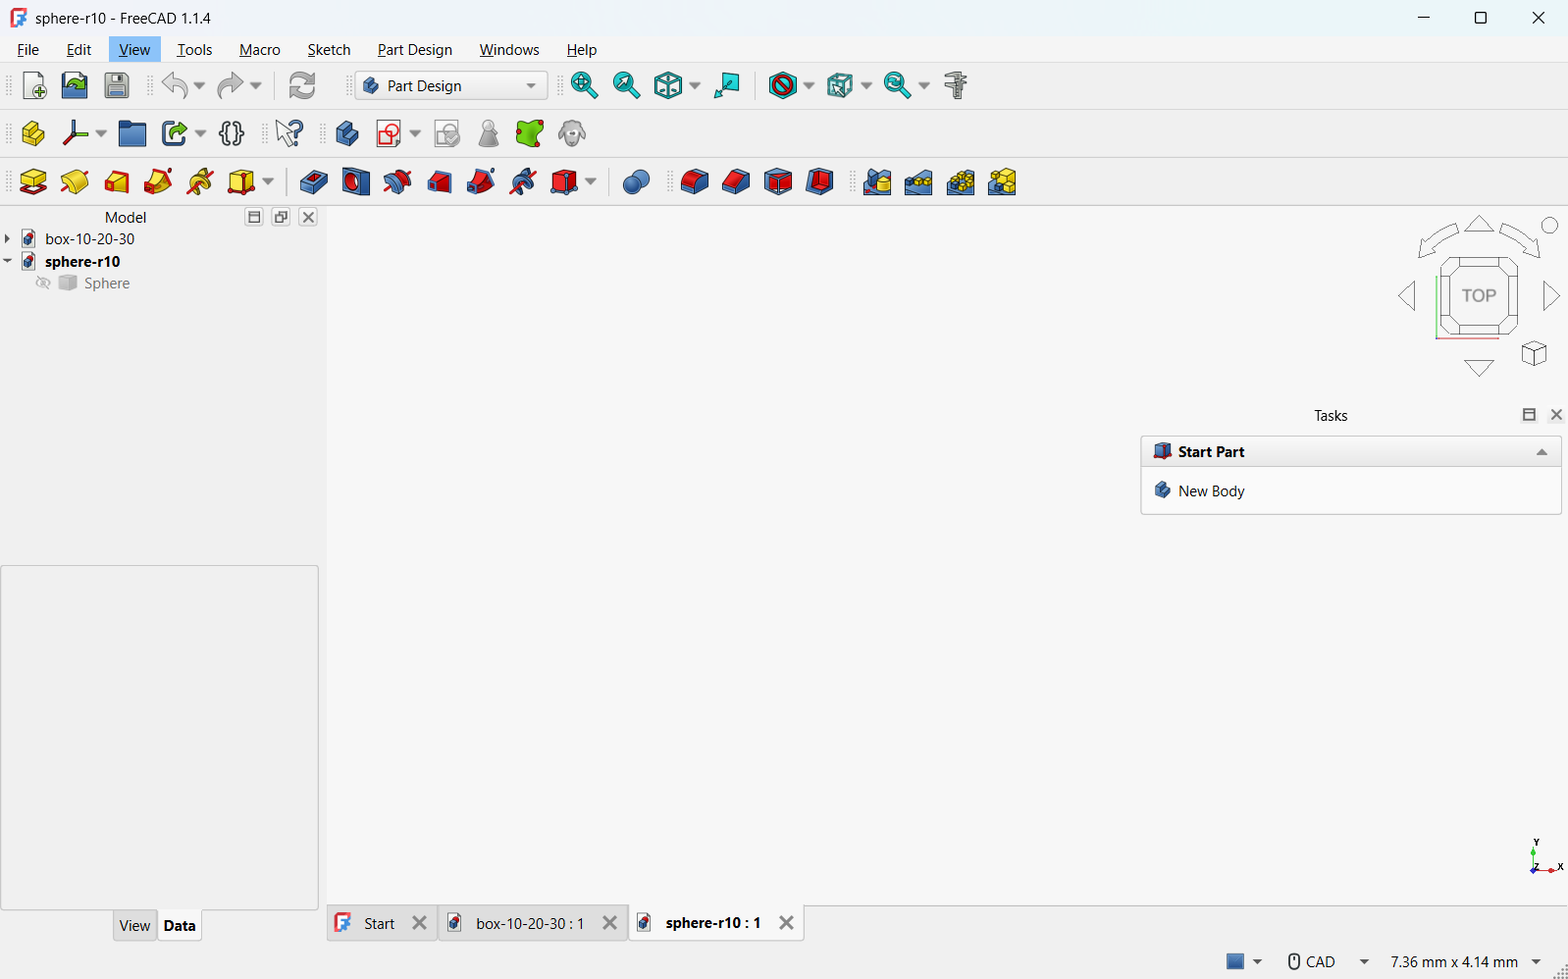 sphere-r10 - FreeCAD 1.1.4
File Edit View Tools Macro Sketch Part Design Windows Help
Part Design
Model
box-10-20-30
sphere-r10
Sphere
TOP
Tasks
Start Part
New Body
Y
Z X
View Data
Start box-10-20-30 : 1 sphere-r10 : 1
CAD 7.36 mm x 4.14 mm